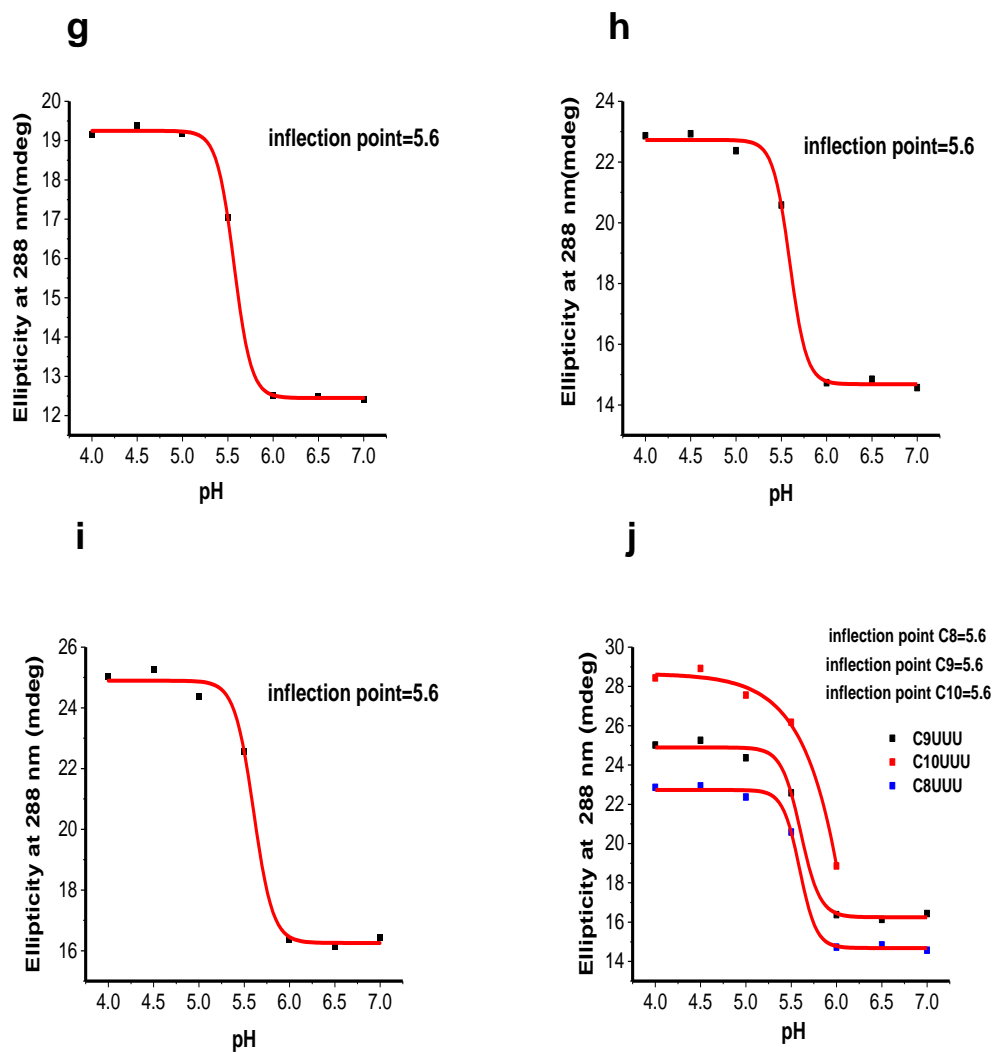 g
Ellipticity at 288 nm(mdeg)
20
19
18
17
16
15
14
13
12
inflection point=5.6
4.0 4.5 5.0 5.5 6.0 6.5 7.0
pH
h
Ellipticity at 288 nm(mdeg)
24
22
20
18
16
14
inflection point=5.6
4.0 4.5 5.0 5.5 6.0 6.5 7.0
pH
i
Ellipticity at 288 nm (mdeg)
26
24
22
20
18
16
inflection point=5.6
4.0 4.5 5.0 5.5 6.0 6.5 7.0
pH
j
Ellipticity at 288 nm (mdeg)
30
28
26
24
22
20
18
16
14
inflection point C8=5.6
inflection point C9=5.6
inflection point C10=5.6
C9UUU
C10UUU
C8UUU
4.0 4.5 5.0 5.5 6.0 6.5 7.0
pH